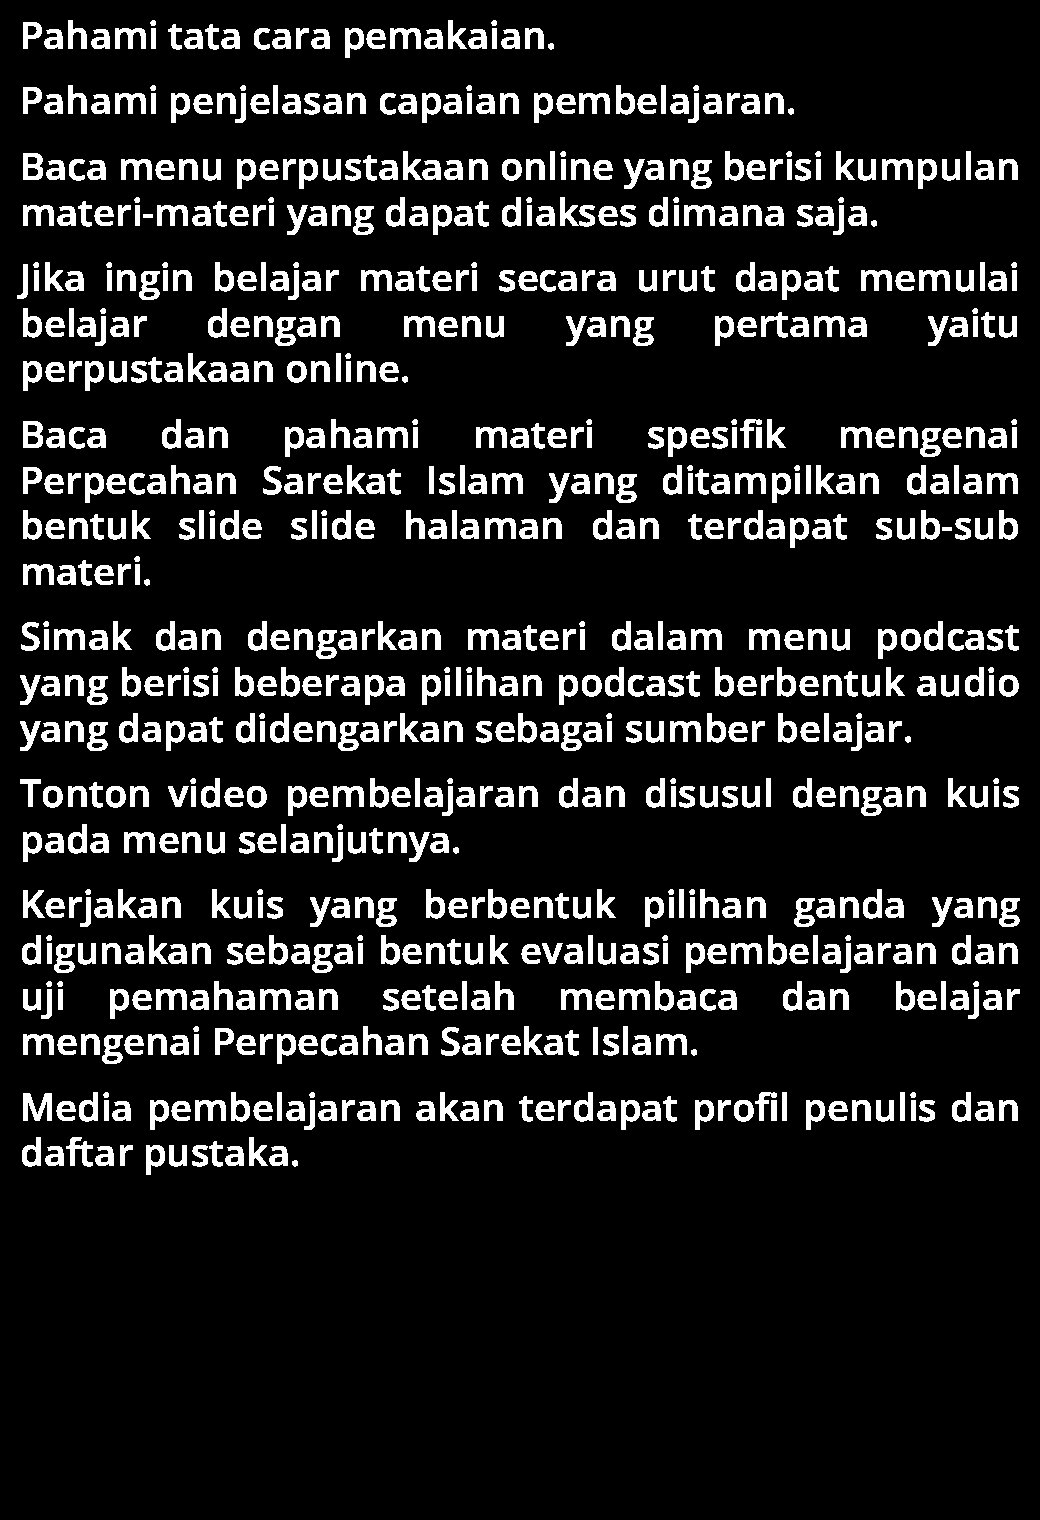 Pahami tata cara pemakaian.
Pahami penjelasan capaian pembelajaran.
Baca menu perpustakaan online yang berisi kumpulan
materi-materi yang dapat diakses dimana saja.
Jika ingin belajar materi secara urut dapat memulai
belajar dengan menu yang pertama yaitu
perpustakaan online.
Baca dan pahami materi spesifik mengenai
Perpecahan Sarekat Islam yang ditampilkan dalam
bentuk slide slide halaman dan terdapat sub-sub
materi.
Simak dan dengarkan materi dalam menu podcast
yang berisi beberapa pilihan podcast berbentuk audio
yang dapat didengarkan sebagai sumber belajar.
Tonton video pembelajaran dan disusul dengan kuis
pada menu selanjutnya.
Kerjakan kuis yang berbentuk pilihan ganda yang
digunakan sebagai bentuk evaluasi pembelajaran dan
uji pemahaman setelah membaca dan belajar
mengenai Perpecahan Sarekat Islam.
Media pembelajaran akan terdapat profil penulis dan
daftar pustaka.